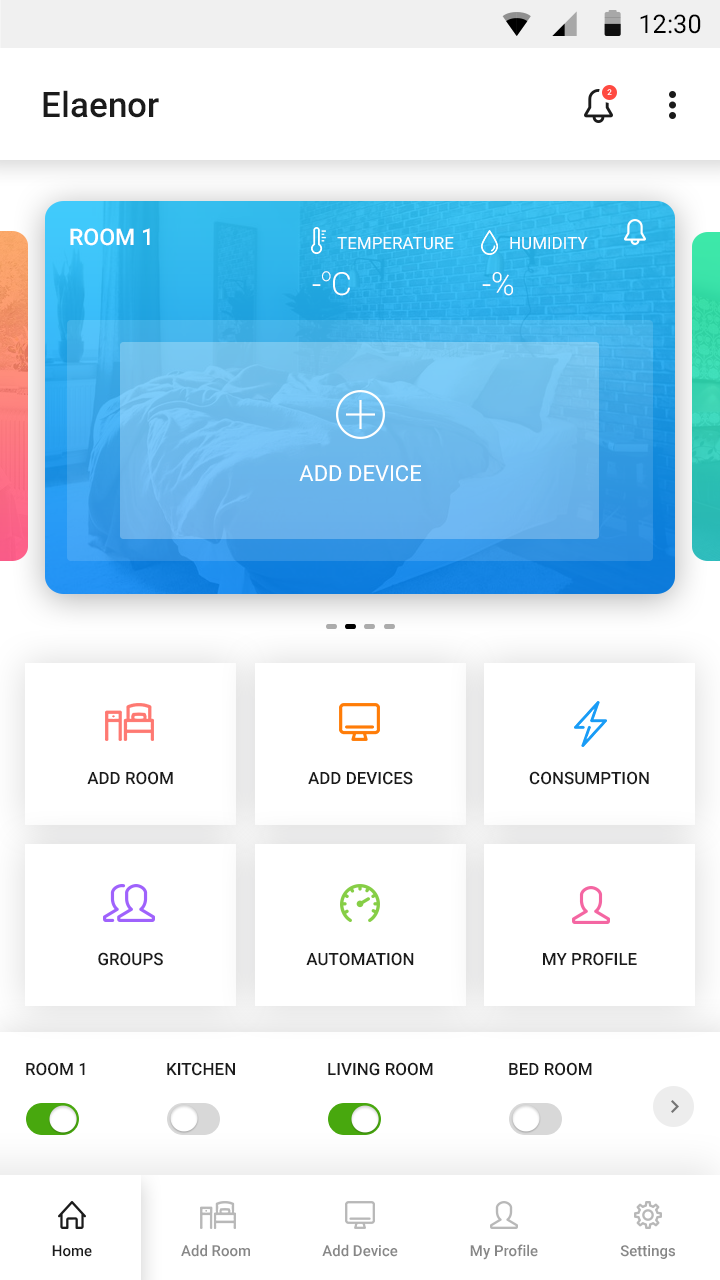 12:30
Elaenor
2
ROOM 1
TEMPERATURE
HUMIDITY
-°C
-%
ADD DEVICE
ADD ROOM
ADD DEVICES
CONSUMPTION
GROUPS
AUTOMATION
MY PROFILE
ROOM 1
KITCHEN
LIVING ROOM
BED ROOM
Home
Add Room
Add Device
My Profile
Settings